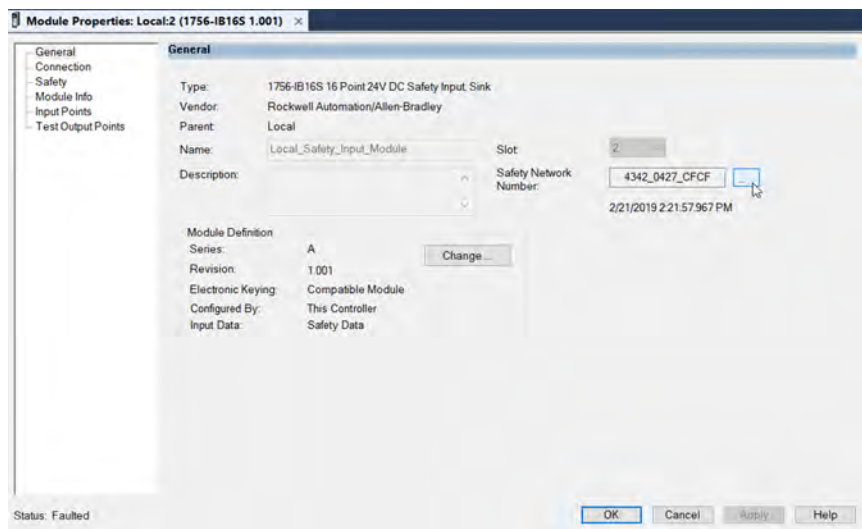 Module Properties: Local:2 (1756-IB16S 1.001) ×
General
Connection
Safety
Module Info
Input Points
Test Output Points
General
Type: 1756-IB16S 16 Point 24V DC Safety Input, Sink
Vendor: Rockwell Automation/Allen-Bradley
Parent: Local
Name: Local_Safety_Input_Module Slot: 2
Description: Safety Network Number: 4342_0427_CFCF ...
2/21/2019 2:21:57.967 PM
Module Definition
Series: A Change...
Revision: 1.001
Electronic Keying: Compatible Module
Configured By: This Controller
Input Data: Safety Data
Status: Faulted OK Cancel Apply Help